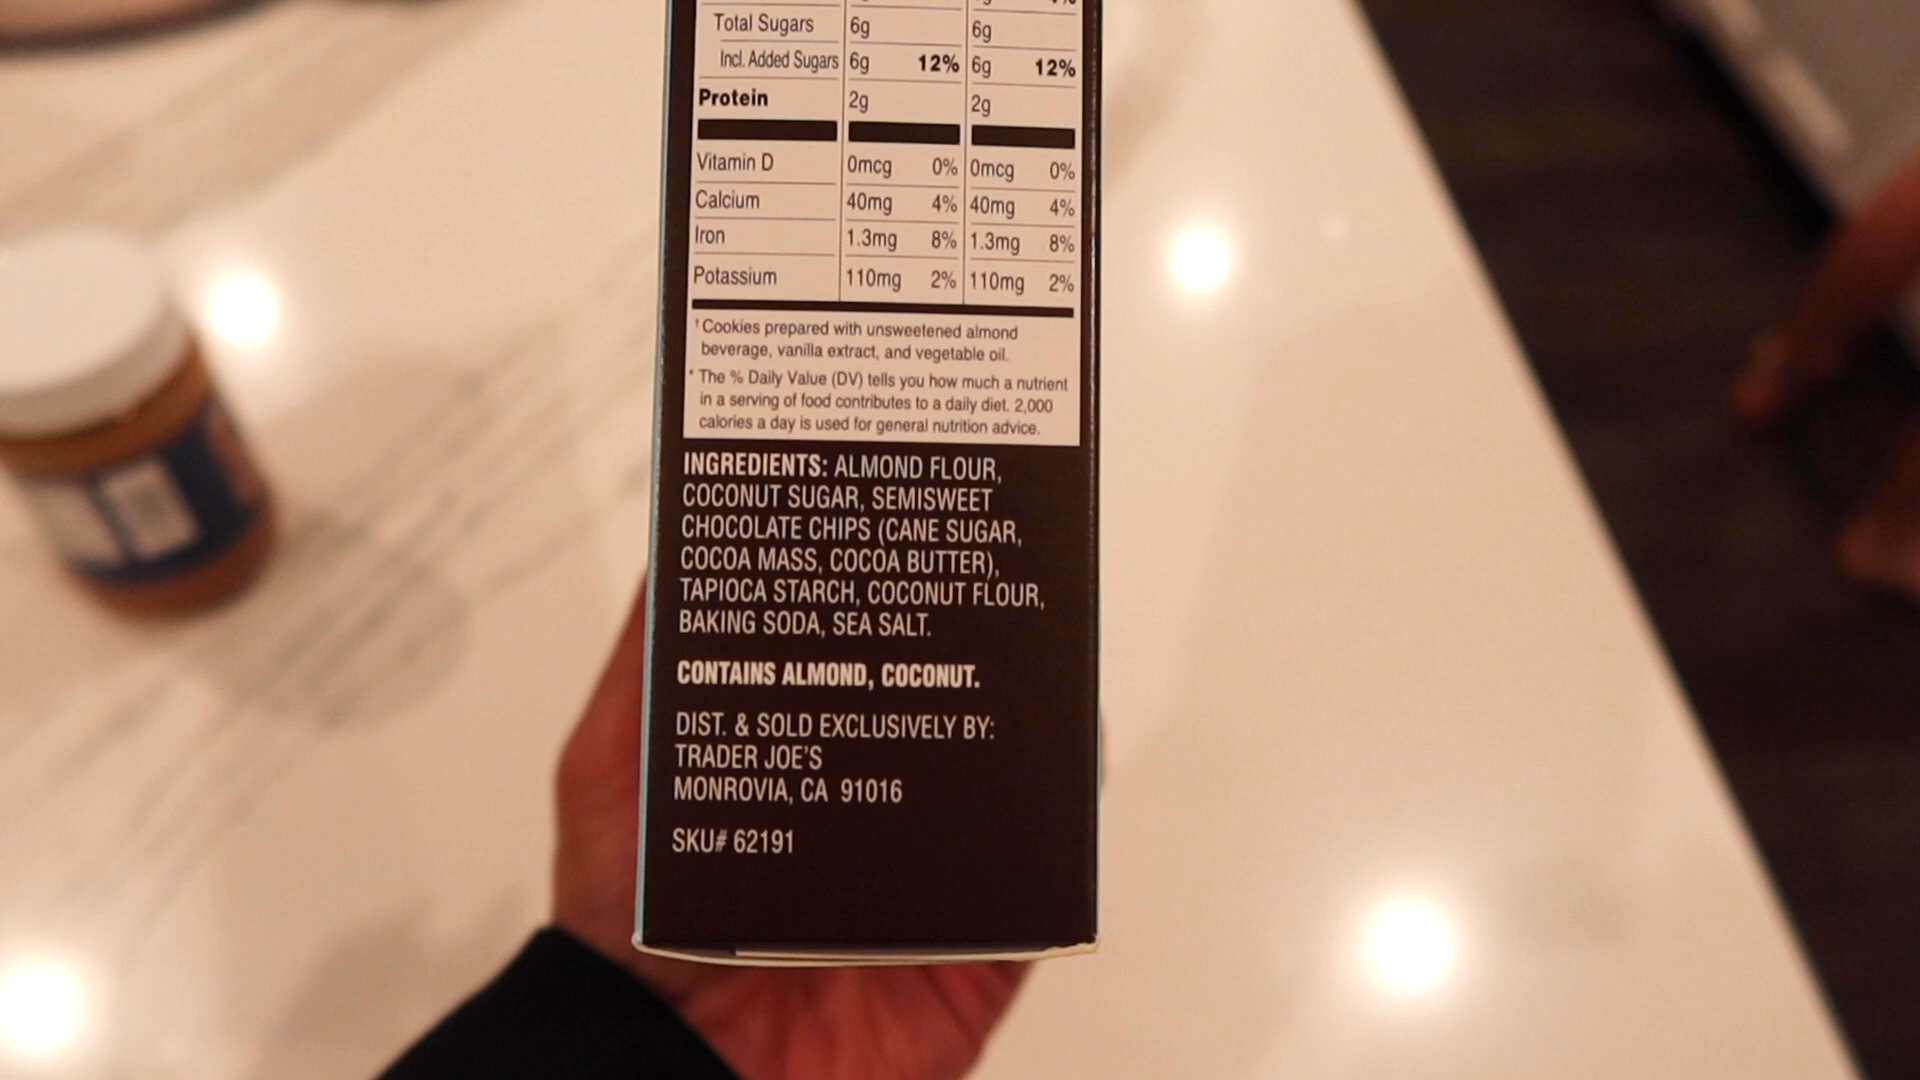 Total Sugars 6g 6g
Incl. Added Sugars 6g 12% 6g 12%
Protein 2g 2g
Vitamin D 0mcg 0% 0mcg 0%
Calcium 40mg 4% 40mg 4%
Iron 1.3mg 8% 1.3mg 8%
Potassium 110mg 2% 110mg 2%
† Cookies prepared with unsweetened almond
beverage, vanilla extract, and vegetable oil.
* The % Daily Value (DV) tells you how much a nutrient
in a serving of food contributes to a daily diet. 2,000
calories a day is used for general nutrition advice.
INGREDIENTS: ALMOND FLOUR,
COCONUT SUGAR, SEMISWEET
CHOCOLATE CHIPS (CANE SUGAR,
COCOA MASS, COCOA BUTTER),
TAPIOCA STARCH, COCONUT FLOUR,
BAKING SODA, SEA SALT.
CONTAINS ALMOND, COCONUT.
DIST. & SOLD EXCLUSIVELY BY:
TRADER JOE'S
MONROVIA, CA 91016
SKU# 62191